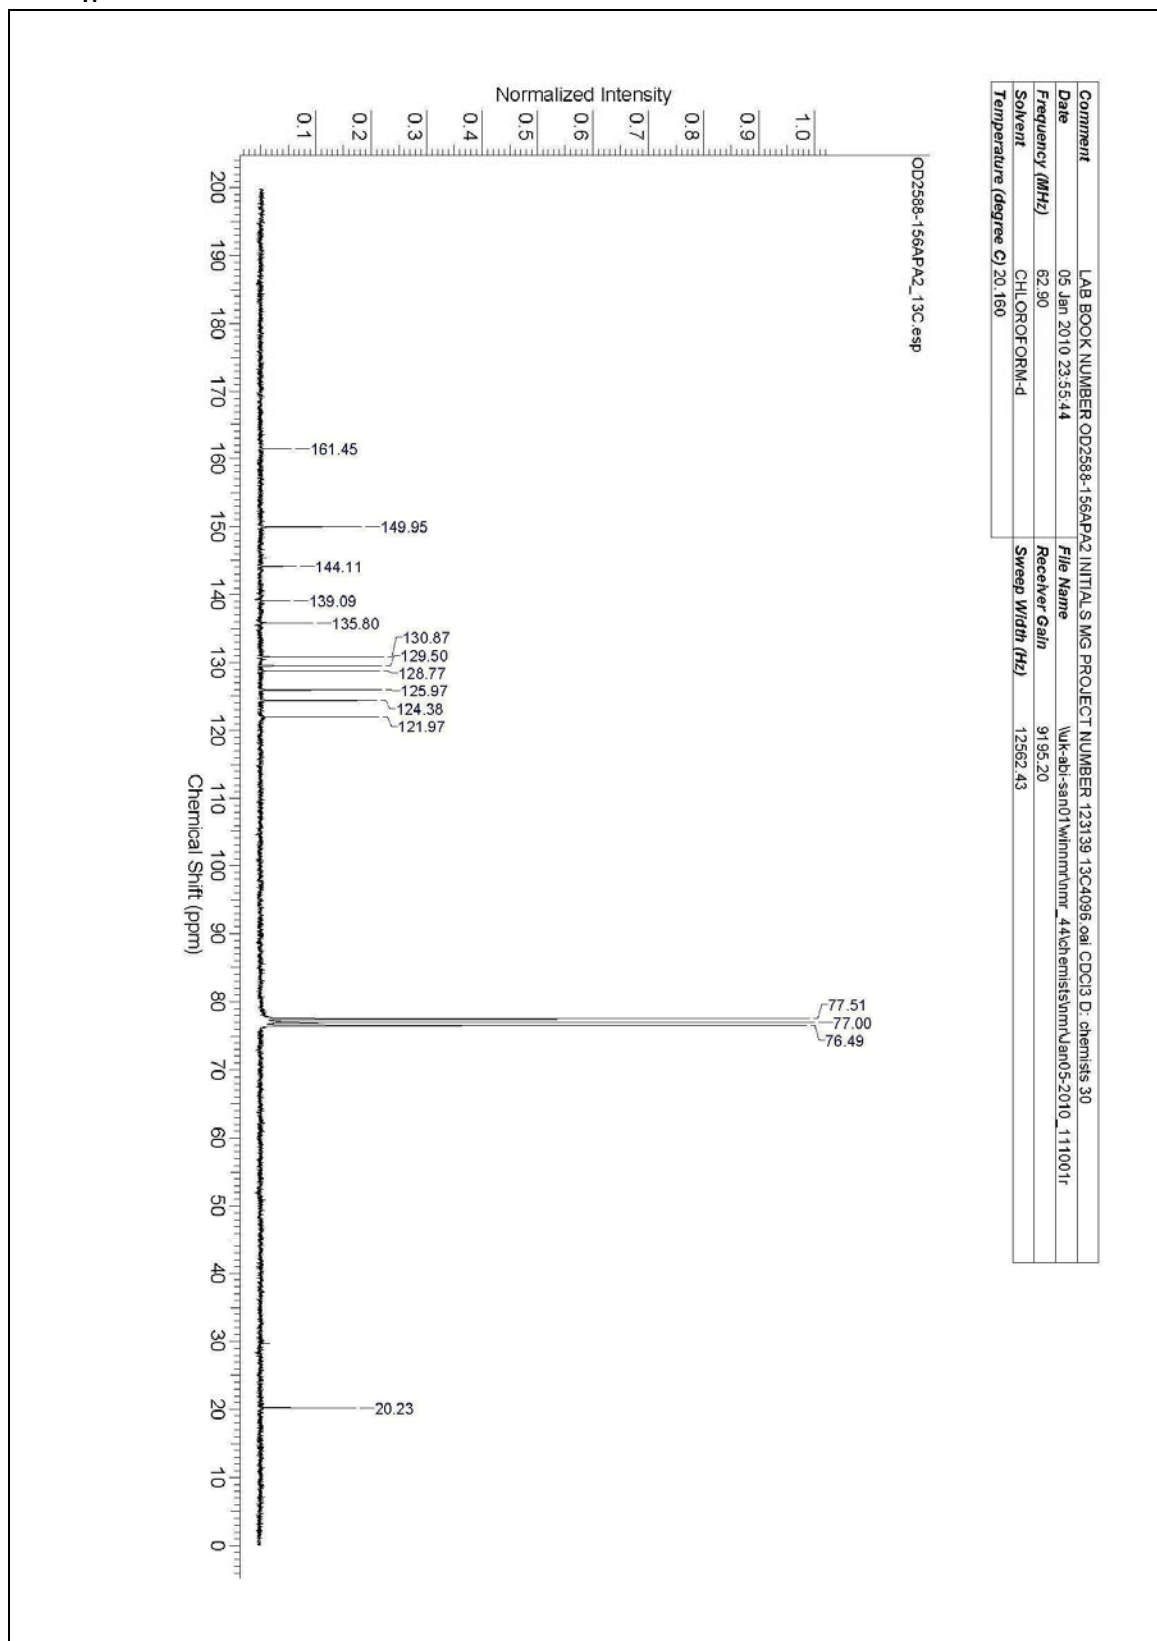 Comment LAB BOOK NUMBER OD2588-156APA2 INITIALS MG PROJECT NUMBER 123139 13C4096.oai CDCl3 D: chemists 30
Date 05 Jan 2010 23:55:44 File Name \\uk-abi-san01\winnmr\nmr_44\chemists\nmr\Jan05-2010_111001r
Frequency (MHz) 62.90 Receiver Gain 9195.20
Solvent CHLOROFORM-d Sweep Width (Hz) 12562.43
Temperature (degree C) 20.160
OD2588-156APA2_13C.esp
Normalized Intensity
1.0
0.9
0.8
0.7
0.6
0.5
0.4
0.3
0.2
0.1
161.45
149.95
144.11
139.09
135.80
130.87
129.50
128.77
125.97
124.38
121.97
77.51
77.00
76.49
20.23
200 190 180 170 160 150 140 130 120 110 100 90 80 70 60 50 40 30 20 10 0
Chemical Shift (ppm)